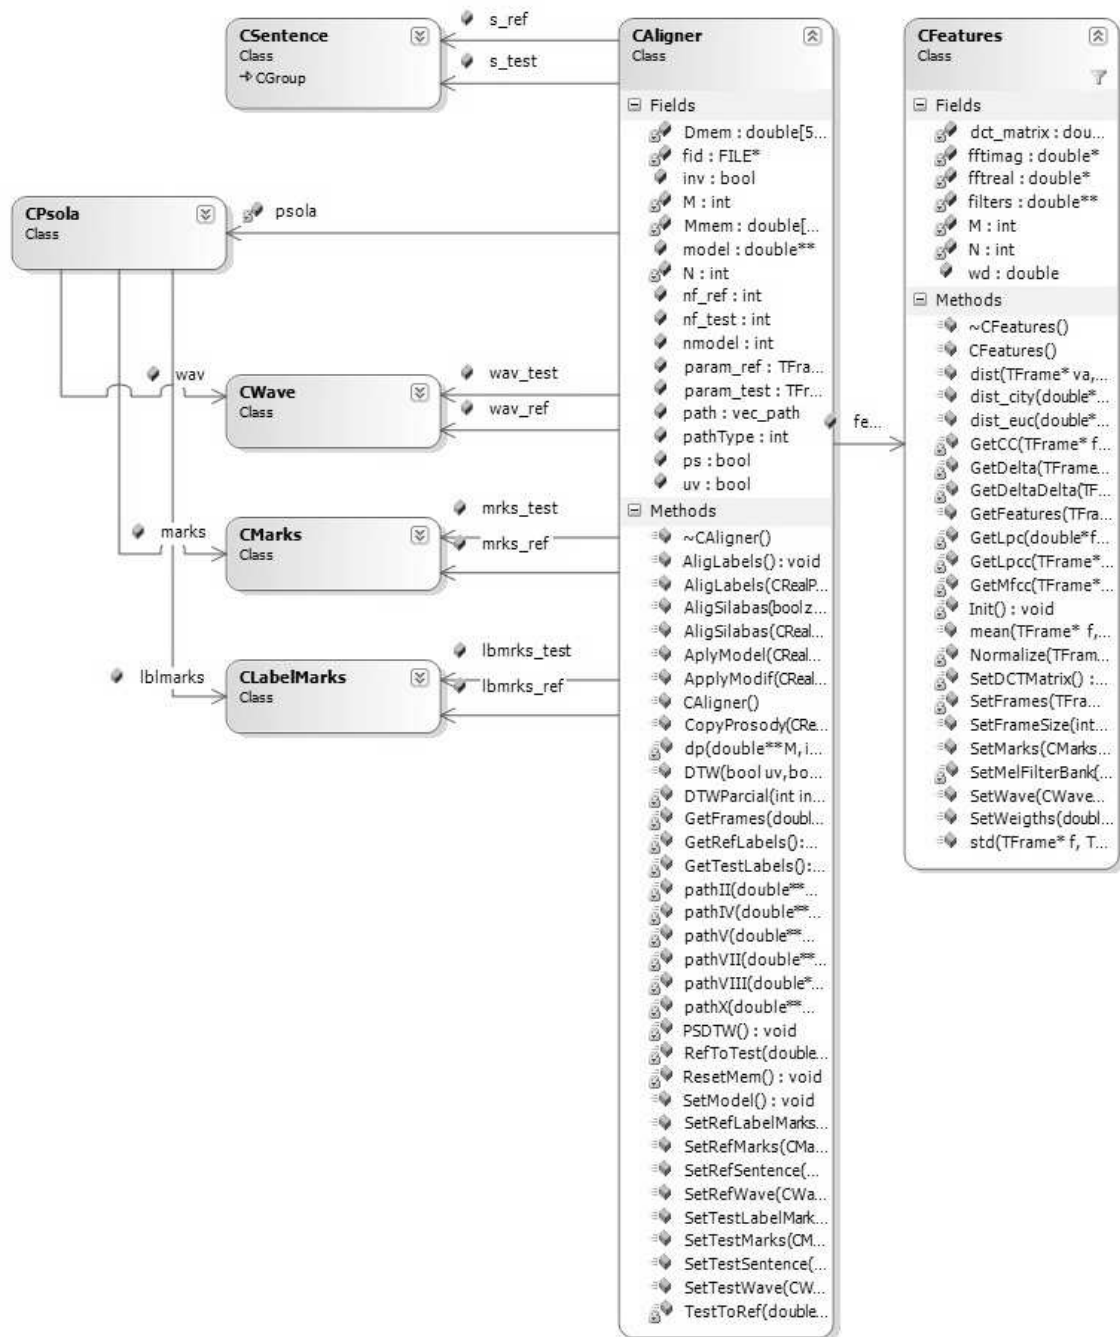 s_ref
s_test
CSentence
Class
CGroup
CPsola
Class
psola
wav
CWave
Class
wav_test
wav_ref
marks
CMarks
Class
mrks_test
mrks_ref
lblmarks
CLabelMarks
Class
lbmrks_test
lbmrks_ref
CAligner
Class
Fields
Dmem : double[5...
fid : FILE*
inv : bool
M : int
Mmem : double[...
model : double**
N : int
nf_ref : int
nf_test : int
nmodel : int
param_ref : TFra...
param_test : TFr...
path : vec_path
pathType : int
ps : bool
uv : bool
Methods
~CAligner()
AligLabels() : void
AligLabels(CRealP...
AligSilabas(bool z...
AligSilabas(CReal...
AplyModel(CReal...
ApplyModif(CReal...
CAligner()
CopyProsody(CRe...
dp(double** M, i...
DTW(bool uv, bo...
DTWParcial(int in...
GetFrames(doubl...
GetRefLabels() :...
GetTestLabels() :...
pathII(double**...
pathIV(double**...
pathV(double**...
pathVII(double**...
pathVIII(double*...
pathX(double**...
PSDTW() : void
RefToTest(double...
ResetMem() : void
SetModel() : void
SetRefLabelMarks...
SetRefMarks(CMa...
SetRefSentence(...
SetRefWave(CWa...
SetTestLabelMark...
SetTestMarks(CM...
SetTestSentence(...
SetTestWave(CW...
TestToRef(double...
fe...
CFeatures
Class
Fields
dct_matrix : dou...
fftimag : double*
fftreal : double*
filters : double**
M : int
N : int
wd : double
Methods
~CFeatures()
CFeatures()
dist(TFrame* va,...
dist_city(double*...
dist_euc(double*...
GetCC(TFrame* f...
GetDelta(TFrame...
GetDeltaDelta(TF...
GetFeatures(TFra...
GetLpc(double*f...
GetLpcc(TFrame*...
GetMfcc(TFrame*...
Init() : void
mean(TFrame* f,...
Normalize(TFram...
SetDCTMatrix() :...
SetFrames(TFra...
SetFrameSize(int...
SetMarks(CMarks...
SetMelFilterBank(...
SetWave(CWave...
SetWeigths(doubl...
std(TFrame* f, T...